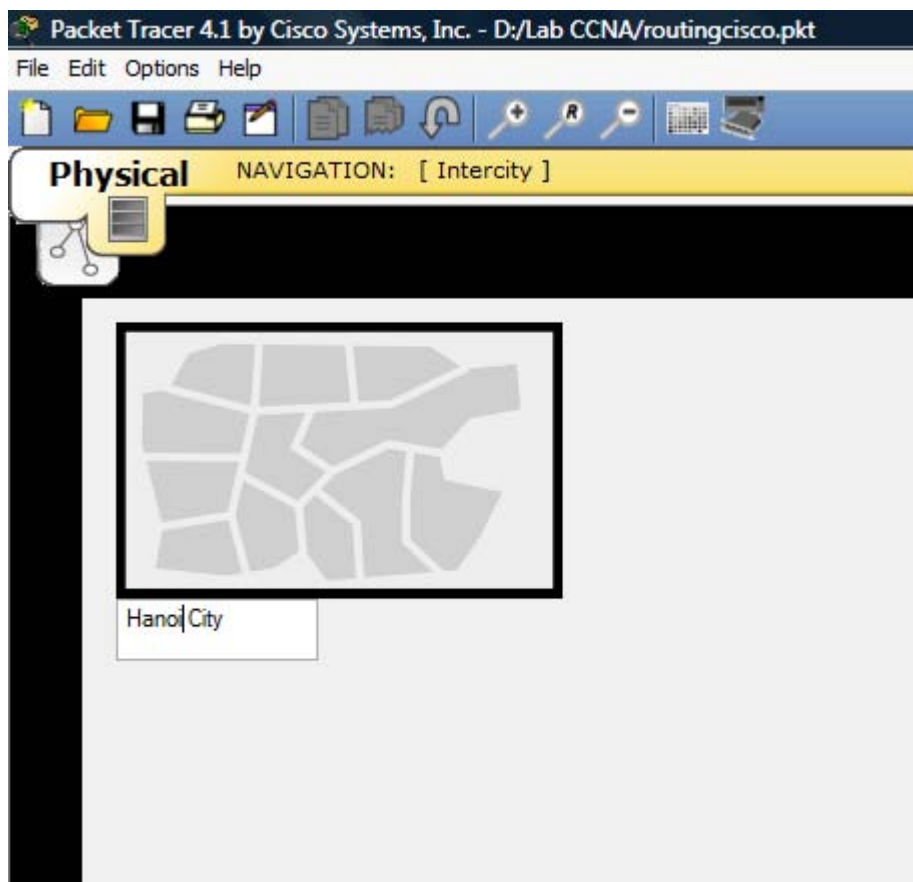 Packet Tracer 4.1 by Cisco Systems, Inc. - D:/Lab CCNA/routingcisco.pkt
File Edit Options Help
R
Physical NAVIGATION: [ Intercity ]
Hanoi City